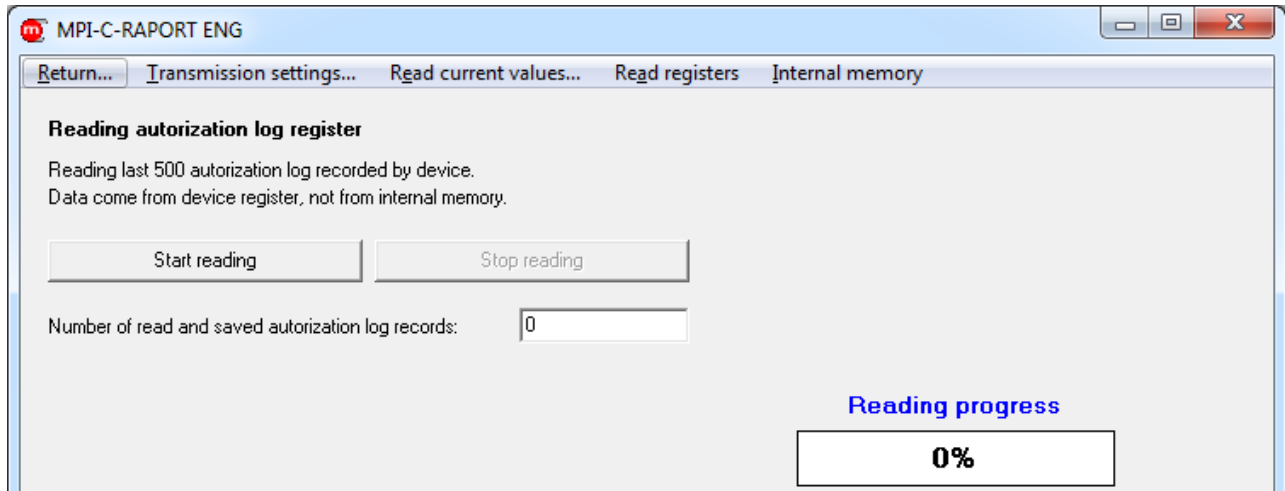 MPI-C-RAPORT ENG
Return... Transmission settings... Read current values... Read registers Internal memory
Reading autorization log register
Reading last 500 autorization log recorded by device.
Data come from device register, not from internal memory.
Start reading Stop reading
Number of read and saved autorization log records: 0
Reading progress
0%